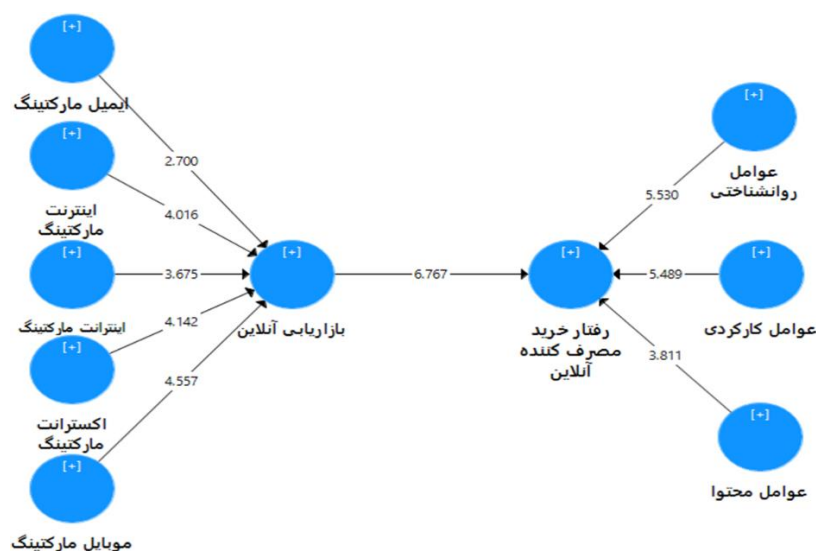 [+]
ایمیل مارکتینگ
[+]
اینترنت
مارکتینگ
[+]
اینترانت مارکتینگ
[+]
اکسترانت
مارکتینگ
[+]
موبایل مارکتینگ
2.700
4.016
3.675
4.142
4.557
[+]
بازاریابی آنلاین
6.767
[+]
رفتار خرید
مصرف کننده
آنلاین
5.530
5.489
3.811
[+]
عوامل
روانشناختی
[+]
عوامل کارکردی
[+]
عوامل محتوا